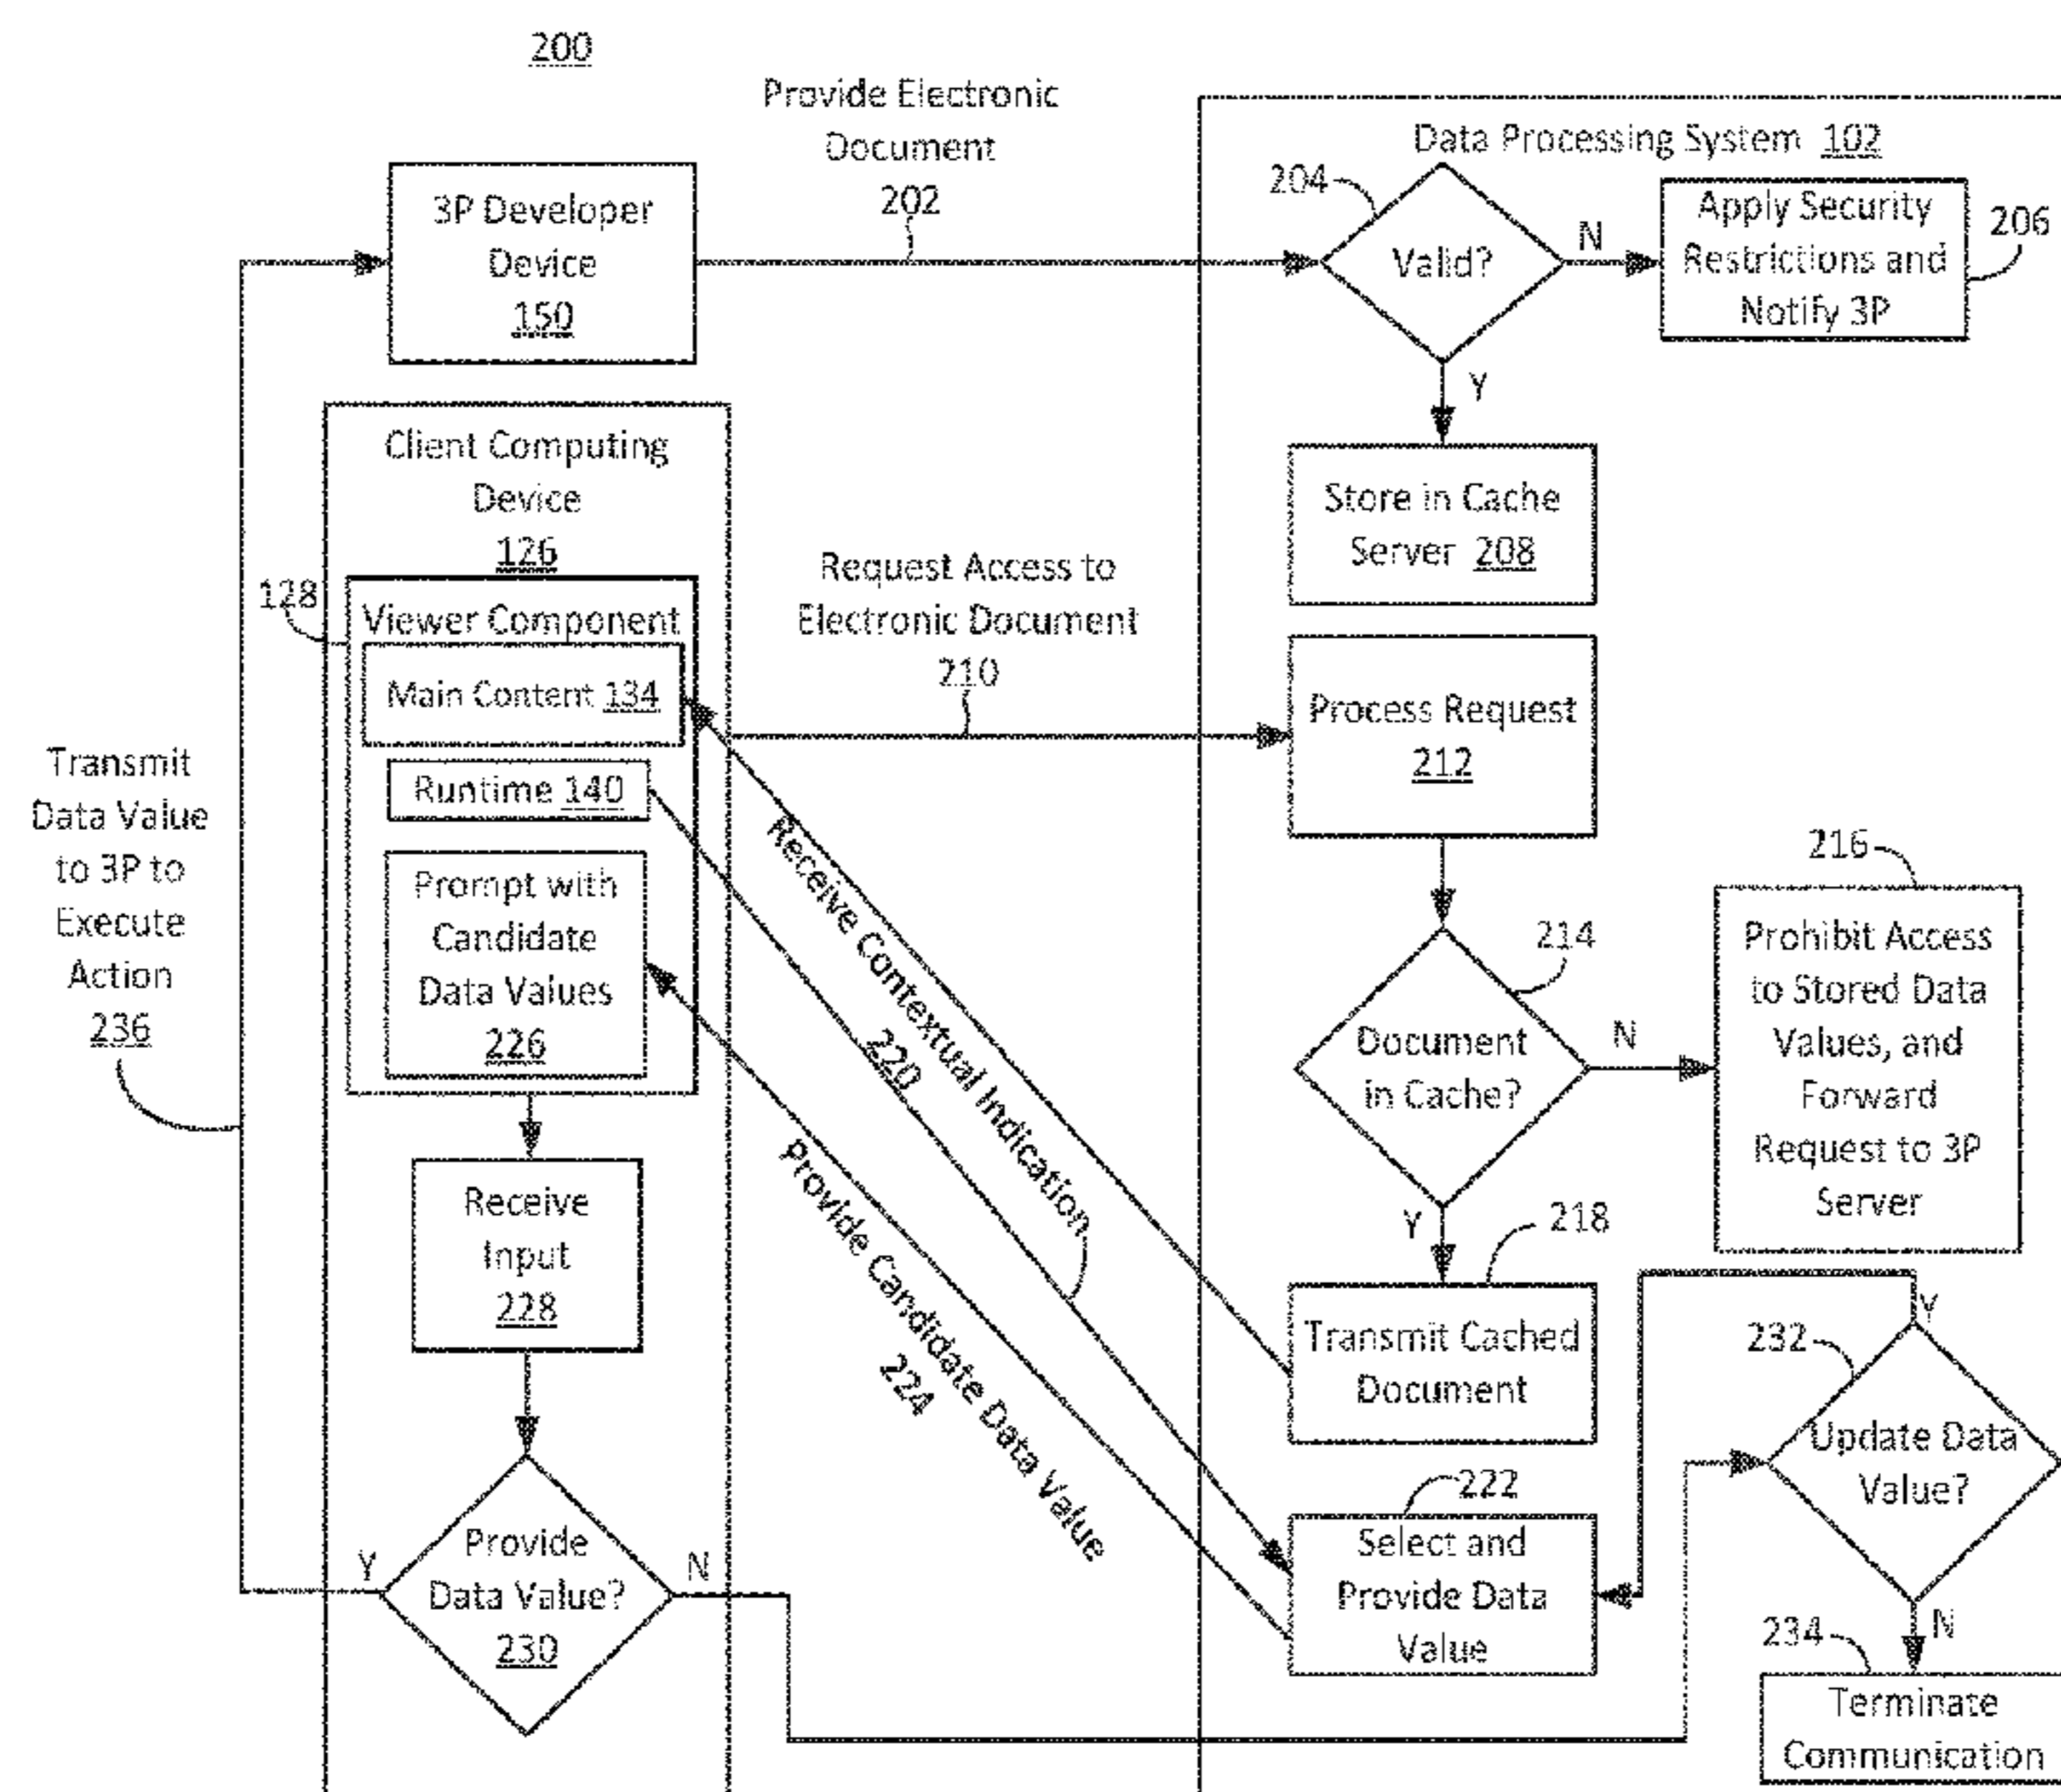 200
Provide Electronic
Document
202
Data Processing System 102
204
Valid?
N
Apply Security
Restrictions and
Notify 3P
206
Y
3P Developer
Device
150
Store in Cache
Server 208
Client Computing
Device
126
128
Viewer Component
Main Content 134
Runtime 140
Prompt with
Candidate
Data Values
226
Request Access to
Electronic Document
210
Process Request
212
Transmit
Data Value
to 3P to
Execute
Action
236
Receive Contextual Indication
220
214
Document
in Cache?
N
216
Prohibit Access
to Stored Data
Values, and
Forward
Request to 3P
Server
Y
218
Transmit Cached
Document
Provide Candidate Data Value
224
Receive
Input
228
Provide
Data Value?
230
Y
N
222
Select and
Provide Data
Value
Y
232
Update Data
Value?
N
234
Terminate
Communication